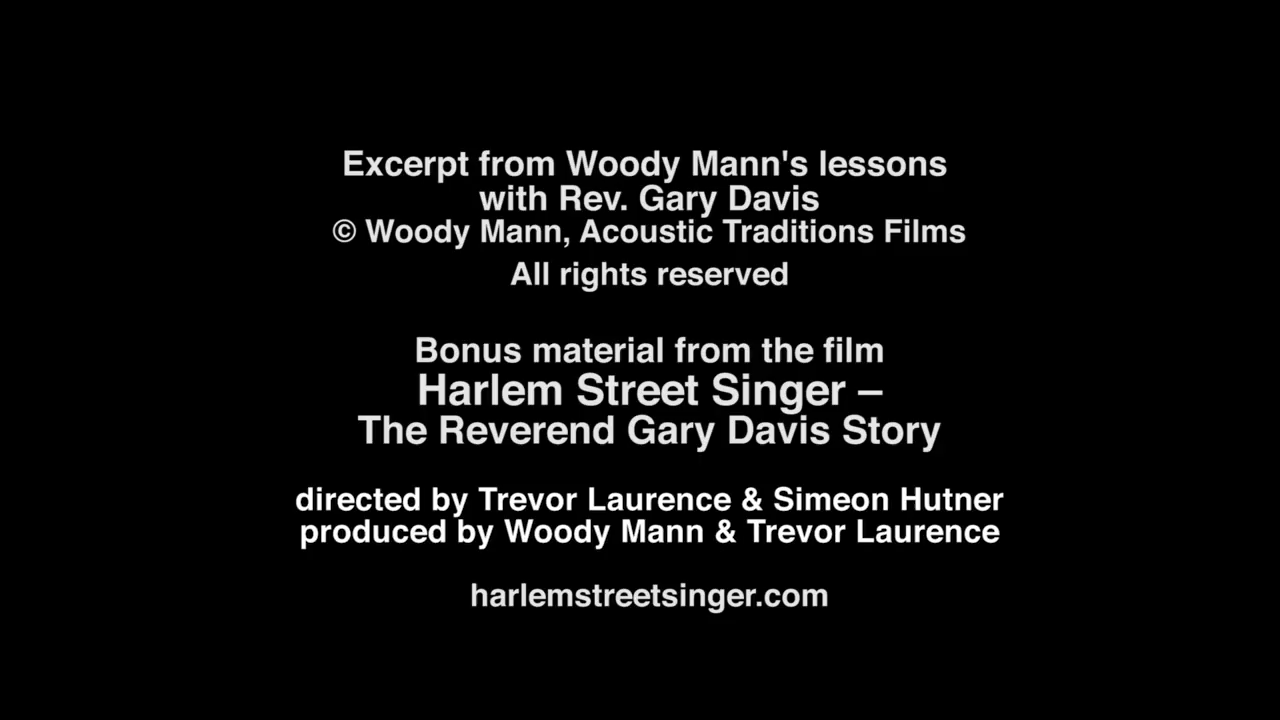 Excerpt from Woody Mann's lessons
with Rev. Gary Davis
© Woody Mann, Acoustic Traditions Films
All rights reserved
Bonus material from the film
Harlem Street Singer –
The Reverend Gary Davis Story
directed by Trevor Laurence & Simeon Hutner
produced by Woody Mann & Trevor Laurence
harlemstreetsinger.com